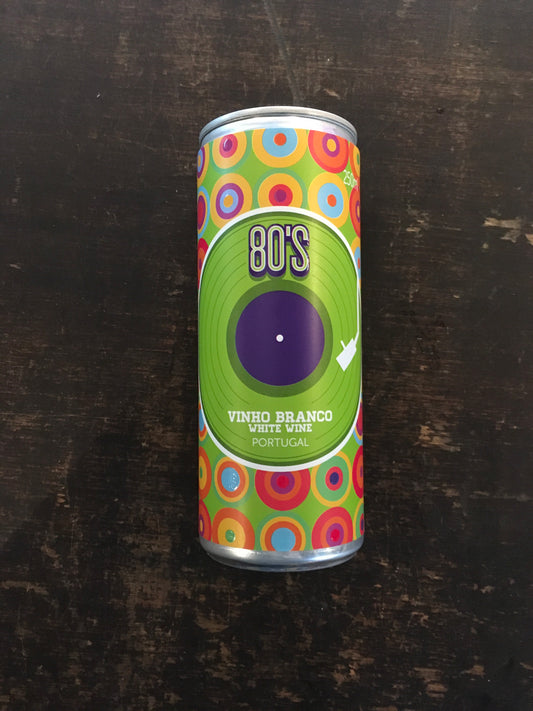 80'S
VINHO BRANCO
WHITE WINE
PORTUGAL